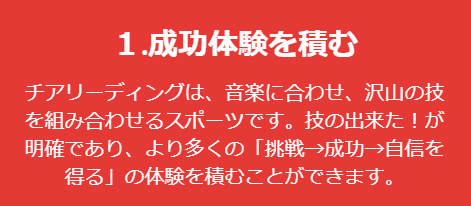 １.成功体験を積む
チアリーディングは、音楽に合わせ、沢山の技
を組み合わせるスポーツです。技の出来た！が
明確であり、より多くの「挑戦→成功→自信を
得る」の体験を積むことができます。